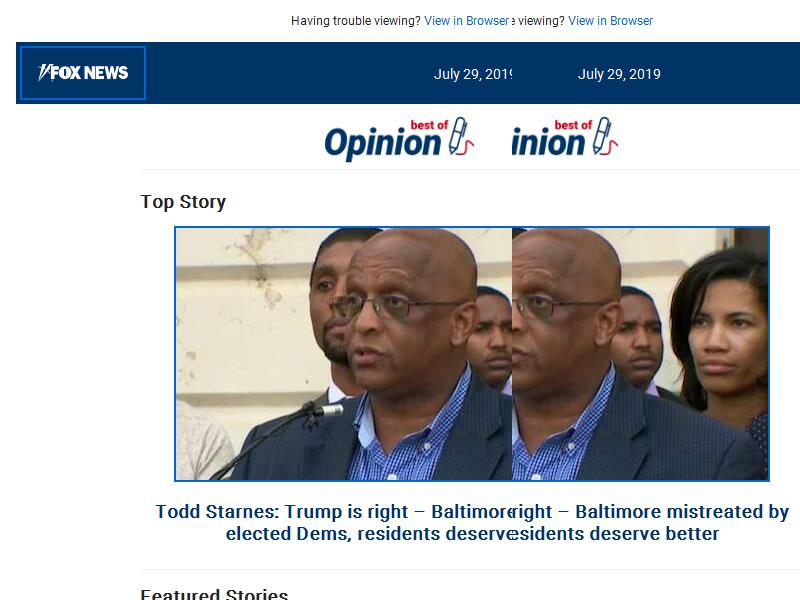 Having trouble viewing? View in Browser e viewing? View in Browser
FOX NEWS
July 29, 2019 July 29, 2019
best of best of
Opinion inion
Top Story
Todd Starnes: Trump is right – Baltimore right – Baltimore mistreated by
elected Dems, residents deserve esidents deserve better
Featured Stories